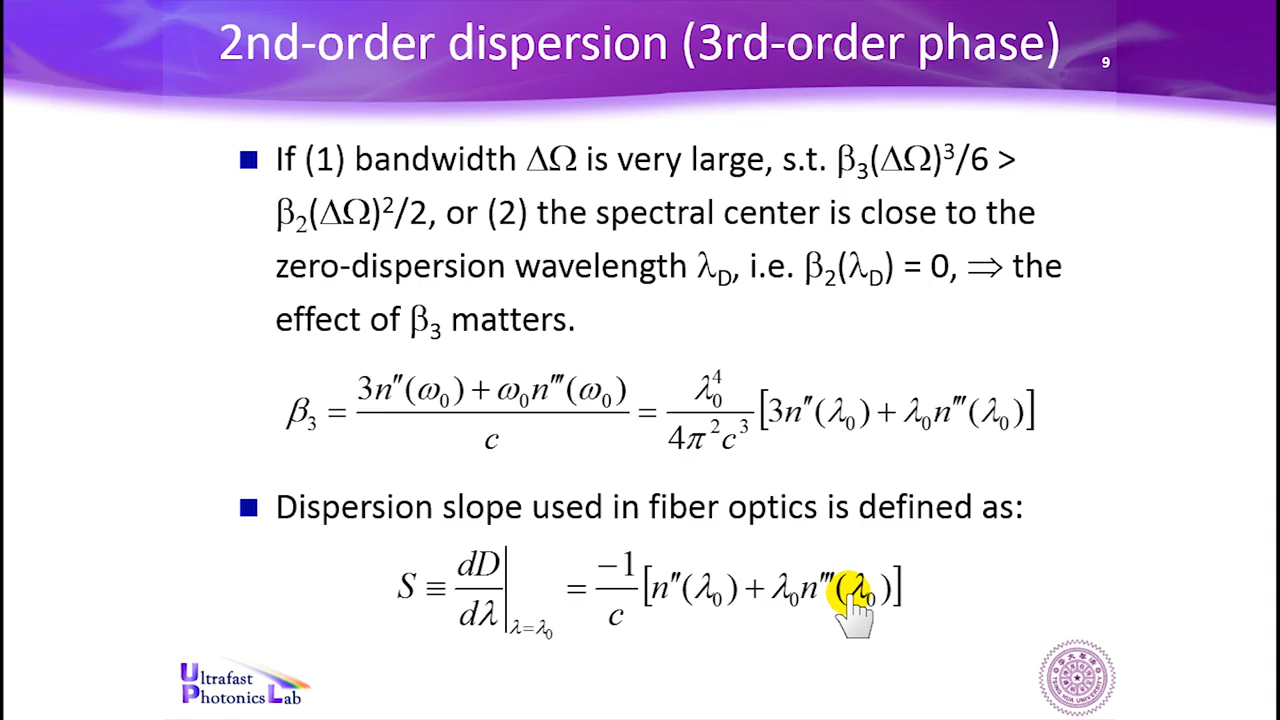 2nd-order dispersion (3rd-order phase)
9
■ If (1) bandwidth ΔΩ is very large, s.t. β₃(ΔΩ)³/6 >
β₂(ΔΩ)²/2, or (2) the spectral center is close to the
zero-dispersion wavelength λ_D, i.e. β₂(λ_D) = 0, ⇒ the
effect of β₃ matters.
β₃ = (3n″(ω₀) + ω₀n‴(ω₀))/c = λ₀⁴/(4π²c³) [3n″(λ₀) + λ₀n‴(λ₀)]
■ Dispersion slope used in fiber optics is defined as:
S ≡ dD/dλ|_λ=λ₀ = −1/c [n″(λ₀) + λ₀n‴(λ₀)]
Ultrafast
Photonics Lab